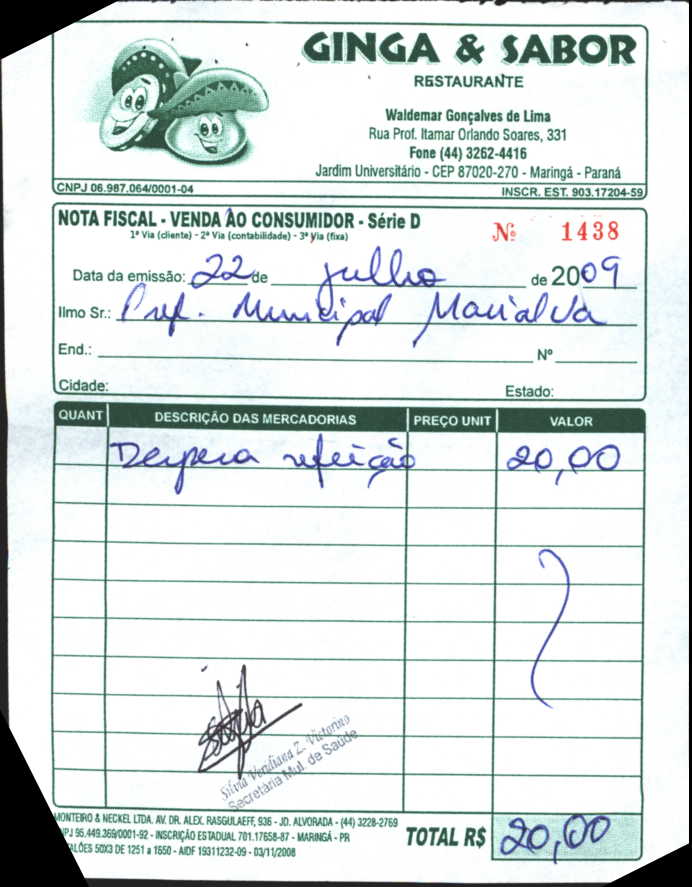 GINGA & SABOR
RESTAURANTE
Waldemar Gonçalves de Lima
Rua Prof. Itamar Orlando Soares, 331
Fone (44) 3262-4416
Jardim Universitário - CEP 87020-270 - Maringá - Paraná
CNPJ 06.987.064/0001-04
INSCR. EST. 903.17204-59
NOTA FISCAL - VENDA AO CONSUMIDOR - Série D
1ª Via (cliente) - 2ª Via (contabilidade) - 3ª Via (fixa)
Nº 1438
Data da emissão: 22 de julho de 2009
Ilmo Sr.: Pref. Municipal Marialva
End.: Nº
Cidade: Estado:
QUANT DESCRIÇÃO DAS MERCADORIAS PREÇO UNIT VALOR
Despesa refeição 20,00
Silvia Verdiana Z. Victorino
Secretária Mul. de Saúde
MONTEIRO & NECKEL LTDA. AV. DR. ALEX. RASGULAEFF, 936 - JD. ALVORADA - (44) 3228-2769
PJ 95.449.369/0001-92 - INSCRIÇÃO ESTADUAL 701.17658-87 - MARINGÁ - PR
ALÕES 50X3 DE 1251 a 1650 - AIDF 19311232-09 - 03/11/2008
TOTAL R$ 20,00